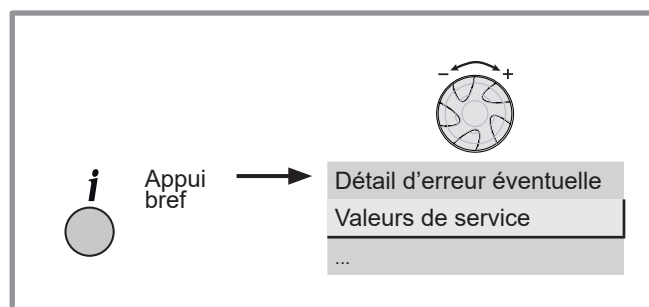 - +
i
Appui
bref
Détail d'erreur éventuelle
Valeurs de service
...